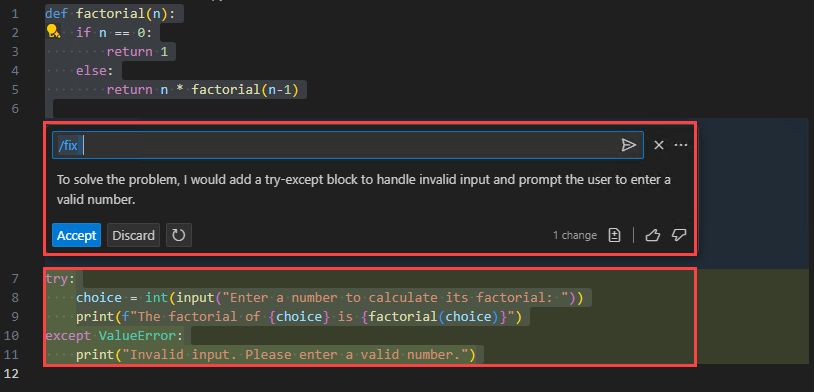 1 def factorial(n):
2 if n == 0:
3 return 1
4 else:
5 return n * factorial(n-1)
6
/fix
To solve the problem, I would add a try-except block to handle invalid input and prompt the user to enter a
valid number.
Accept Discard 1 change
7 try:
8 choice = int(input("Enter a number to calculate its factorial: "))
9 print(f"The factorial of {choice} is {factorial(choice)}")
10 except ValueError:
11 print("Invalid input. Please enter a valid number.")
12